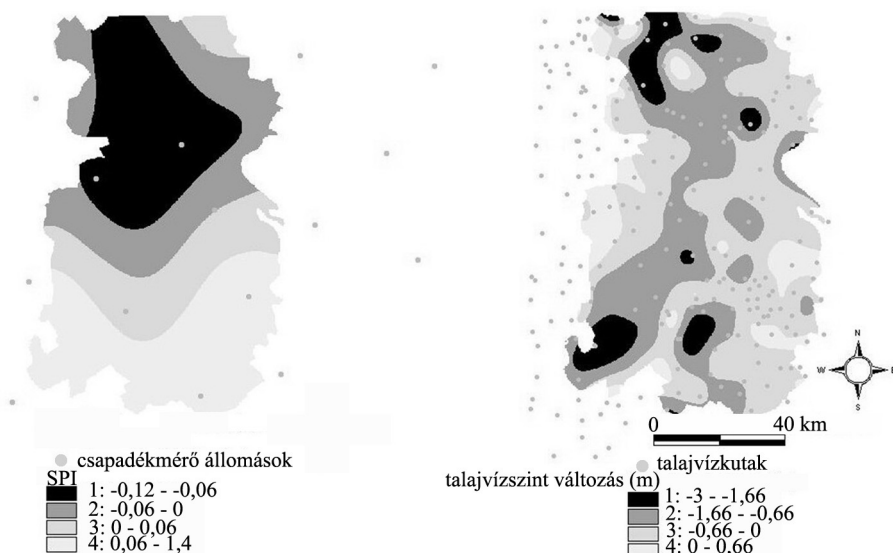 N
W
E
S
0 40 km
csapadékmérő állomások
SPI
1: -0,12 - -0,06
2: -0,06 - 0
3: 0 - 0,06
4: 0,06 - 1,4
talajvízkutak
talajvízszint változás (m)
1: -3 - -1,66
2: -1,66 - -0,66
3: -0,66 - 0
4: 0 - 0,66